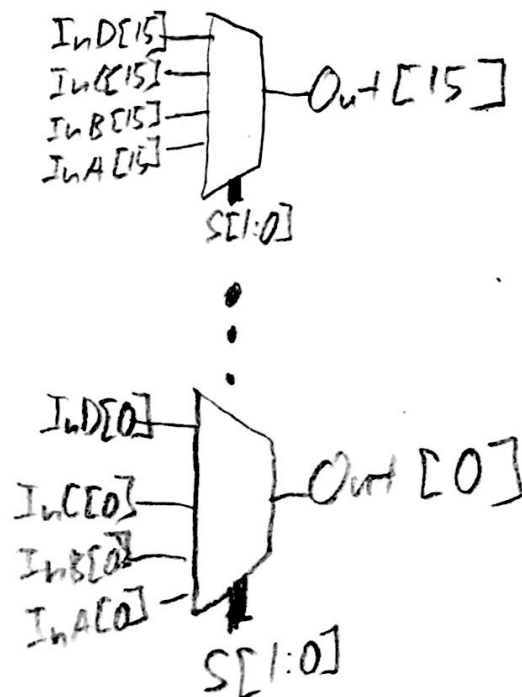 InD[15]
InC[15]
InB[15]
InA[15]
Out[15]
S[1:0]
InD[0]
InC[0]
InB[0]
InA[0]
Out[0]
S[1:0]